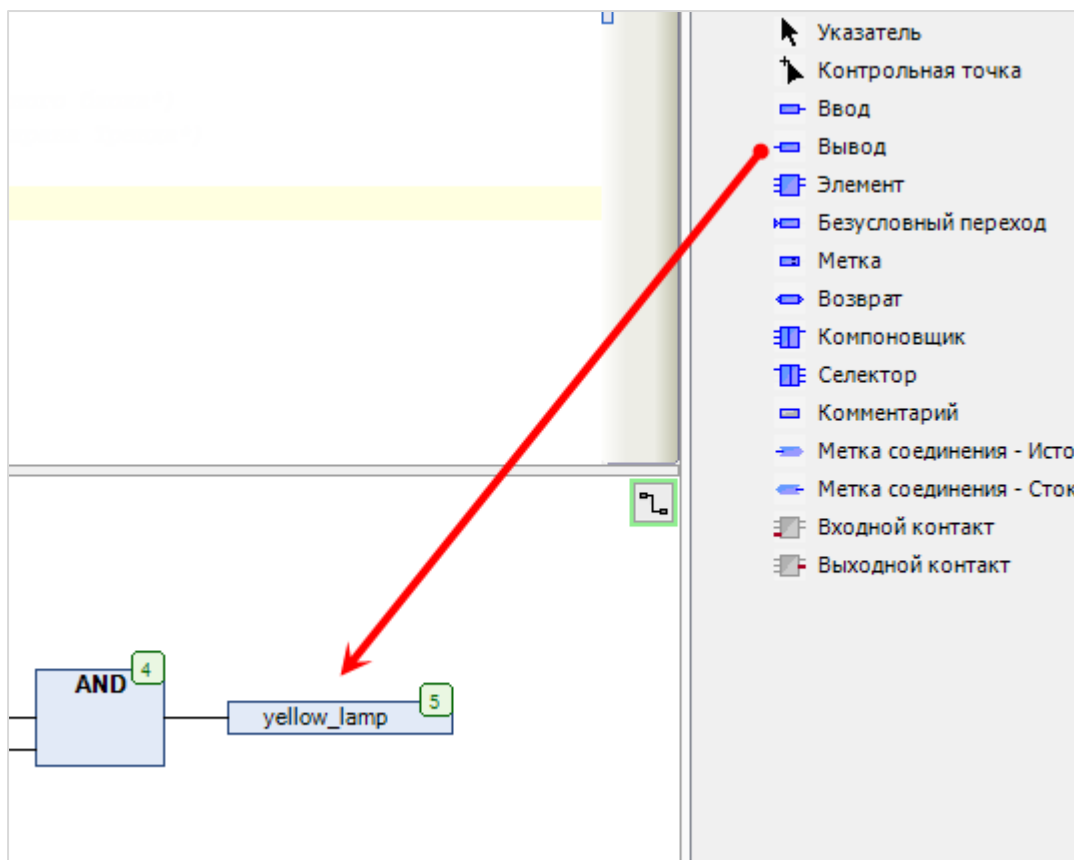 Указатель
Контрольная точка
Ввод
Вывод
Элемент
Безусловный переход
Метка
Возврат
Компоновщик
Селектор
Комментарий
Метка соединения - Исто
Метка соединения - Сток
Входной контакт
Выходной контакт
4
AND
5
yellow_lamp